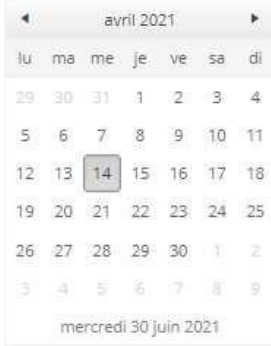 avril 2021
lu ma me je ve sa di
29 30 31 1 2 3 4
5 6 7 8 9 10 11
12 13 14 15 16 17 18
19 20 21 22 23 24 25
26 27 28 29 30 1 2
3 4 5 6 7 8 9
mercredi 30 juin 2021